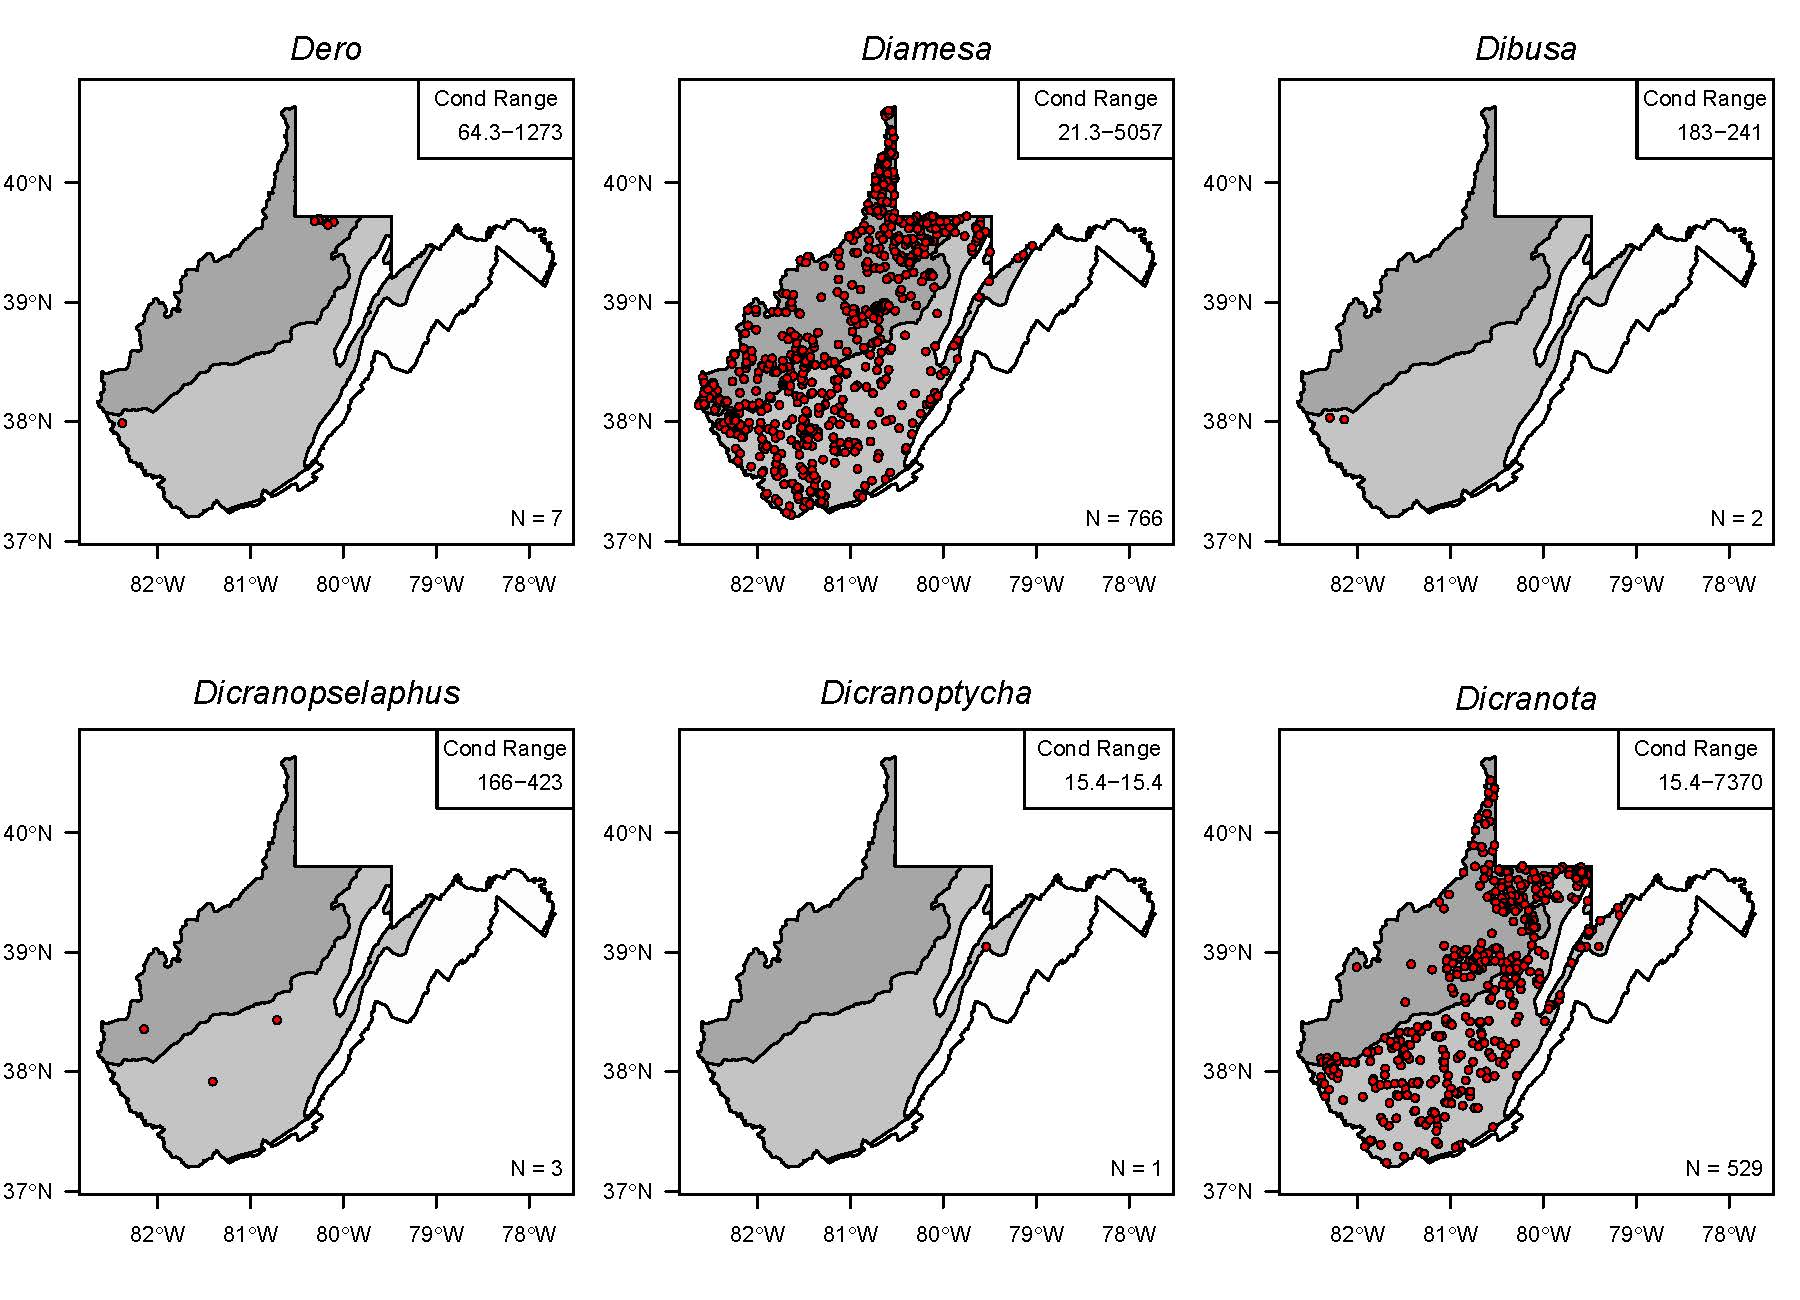 Dero
Diamesa
Dibusa
Cond Range
64.3−1273
Cond Range
21.3−5057
Cond Range
183−241
40°N
39°N
38°N
37°N
N = 7
82°W 81°W 80°W 79°W 78°W
40°N
39°N
38°N
37°N
N = 766
82°W 81°W 80°W 79°W 78°W
40°N
39°N
38°N
37°N
N = 2
82°W 81°W 80°W 79°W 78°W
Dicranopselaphus
Dicranoptycha
Dicranota
Cond Range
166−423
Cond Range
15.4−15.4
Cond Range
15.4−7370
40°N
39°N
38°N
37°N
N = 3
82°W 81°W 80°W 79°W 78°W
40°N
39°N
38°N
37°N
N = 1
82°W 81°W 80°W 79°W 78°W
40°N
39°N
38°N
37°N
N = 529
82°W 81°W 80°W 79°W 78°W